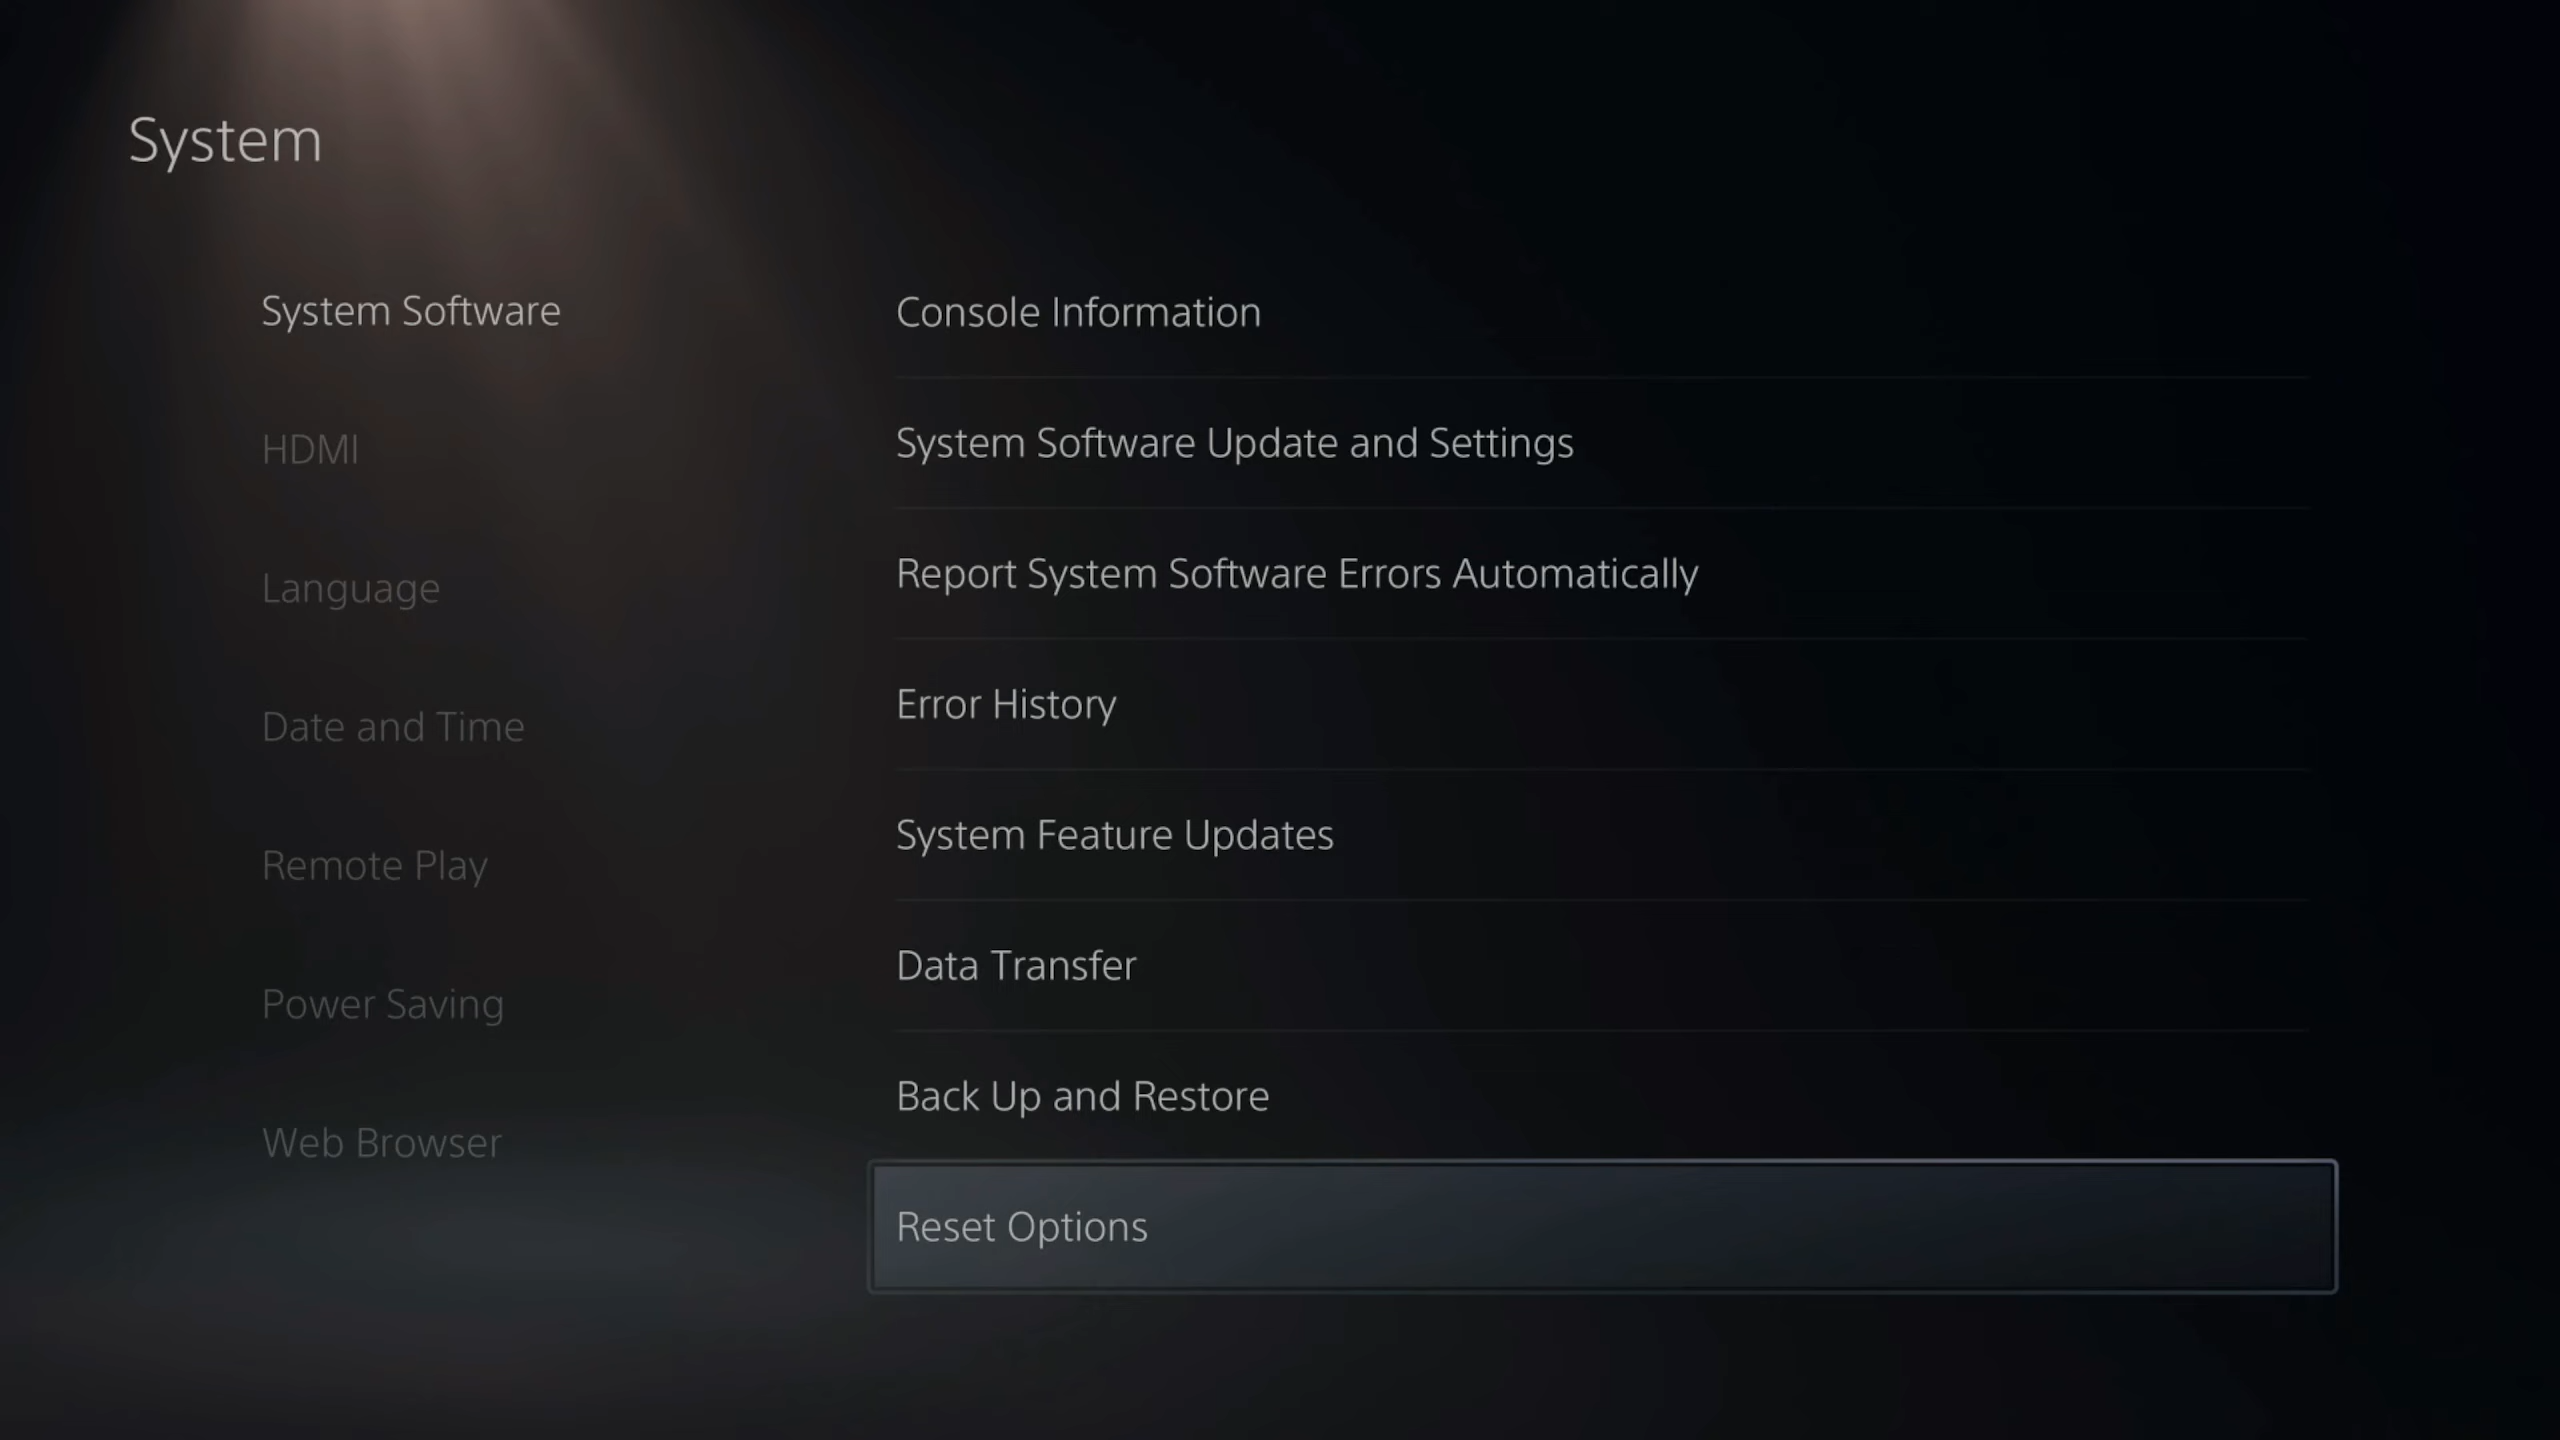 System
System Software
HDMI
Language
Date and Time
Remote Play
Power Saving
Web Browser
Console Information
System Software Update and Settings
Report System Software Errors Automatically
Error History
System Feature Updates
Data Transfer
Back Up and Restore
Reset Options